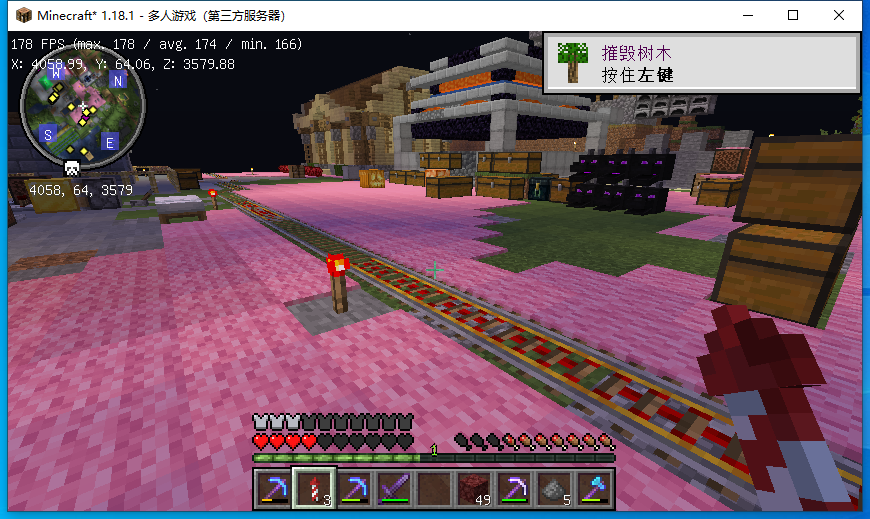 Minecraft* 1.18.1 - 多人游戏（第三方服务器）
178 FPS (max. 178 / avg. 174 / min. 166)
X: 4058.99, Y: 64.06, Z: 3579.88
摧毁树木
按住左键
W
N
S
E
4058, 64, 3579
1
3
49
5